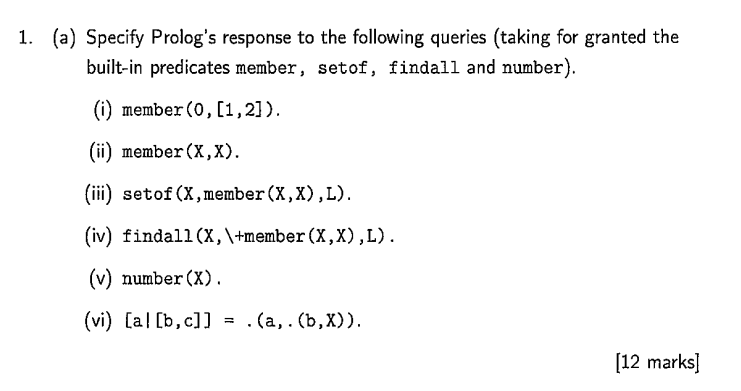 1. (a) Specify Prolog's response to the following queries (taking for granted the
built-in predicates member, setof, findall and number).
(i) member(0,[1,2]).
(ii) member(X,X).
(iii) setof(X,member(X,X),L).
(iv) findall(X,\+member(X,X),L).
(v) number(X).
(vi) [a|[b,c]] = .(a,.(b,X)).
[12 marks]